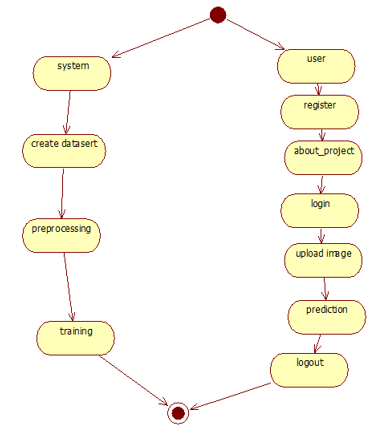 system
create datasert
preprocessing
training
user
register
about_project
login
upload image
prediction
logout